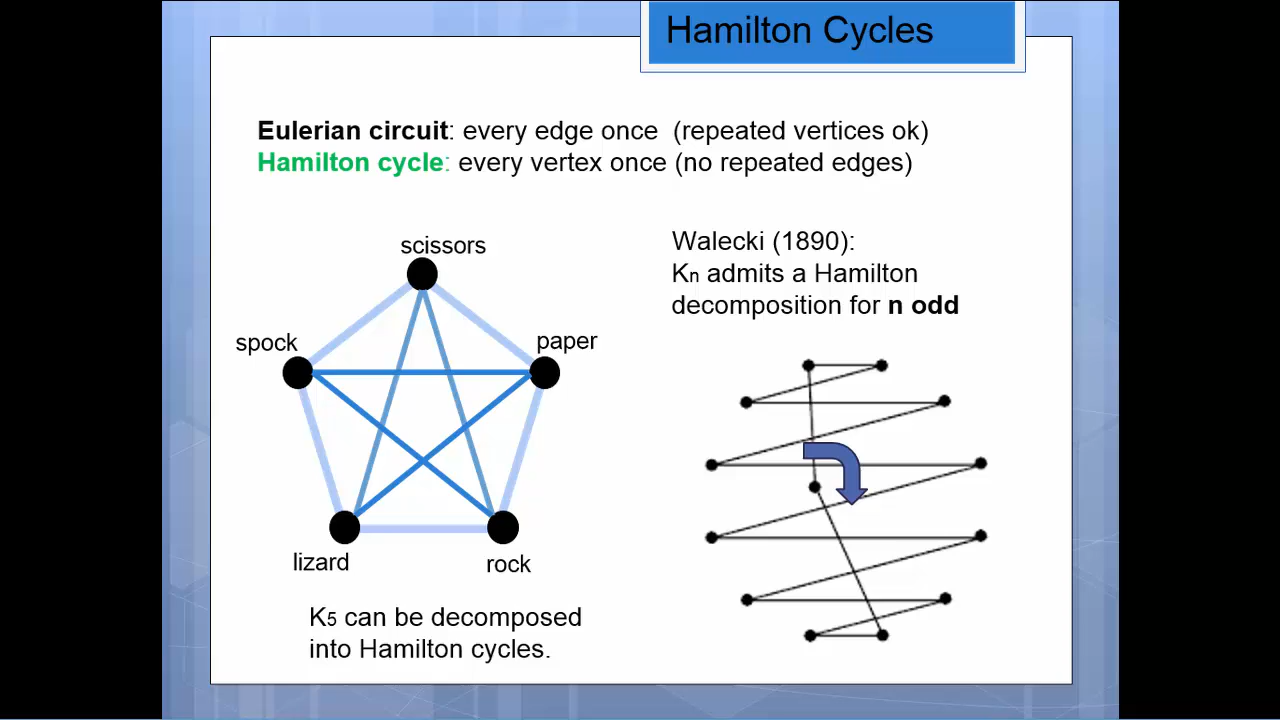 Hamilton Cycles
Eulerian circuit: every edge once (repeated vertices ok)
Hamilton cycle: every vertex once (no repeated edges)
scissors
spock
paper
lizard
rock
K5 can be decomposed
into Hamilton cycles.
Walecki (1890):
Kn admits a Hamilton
decomposition for n odd